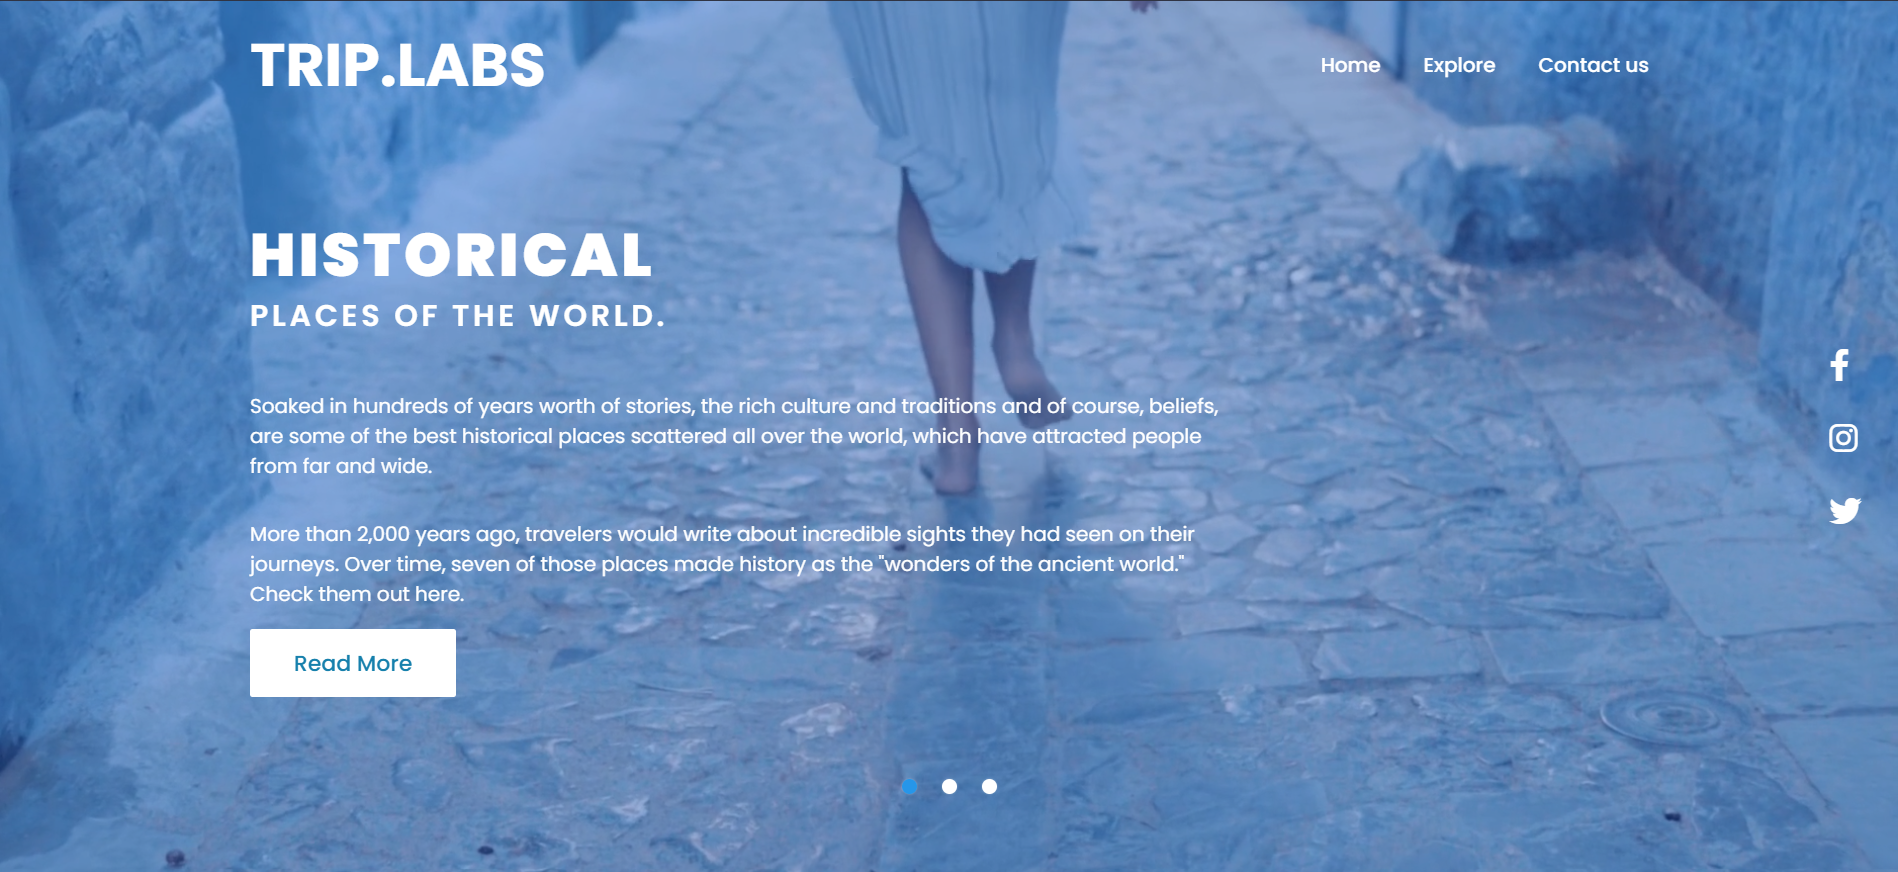 TRIP.LABS
Home Explore Contact us
HISTORICAL
PLACES OF THE WORLD.
Soaked in hundreds of years worth of stories, the rich culture and traditions and of course, beliefs,
are some of the best historical places scattered all over the world, which have attracted people
from far and wide.
More than 2,000 years ago, travelers would write about incredible sights they had seen on their
journeys. Over time, seven of those places made history as the "wonders of the ancient world."
Check them out here.
Read More